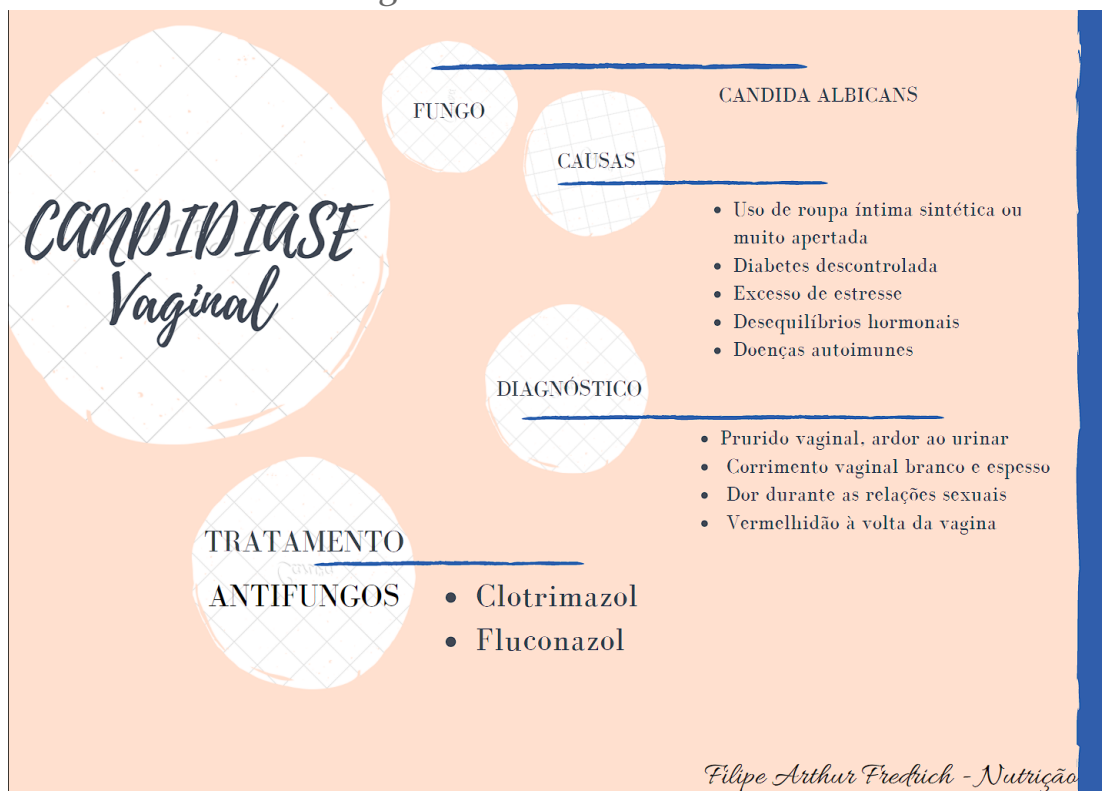 CANDIDIASE
Vaginal
FUNGO
CANDIDA ALBICANS
CAUSAS
• Uso de roupa íntima sintética ou
muito apertada
• Diabetes descontrolada
• Excesso de estresse
• Desequilíbrios hormonais
• Doenças autoimunes
DIAGNÓSTICO
• Prurido vaginal, ardor ao urinar
• Corrimento vaginal branco e espesso
• Dor durante as relações sexuais
• Vermelhidão à volta da vagina
TRATAMENTO
ANTIFUNGOS
• Clotrimazol
• Fluconazol
Filipe Arthur Fredrich - Nutrição